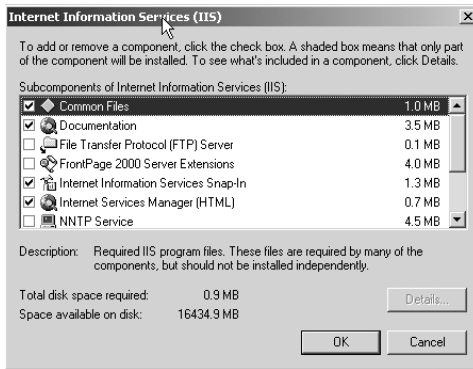 Internet Information Services (IIS)
To add or remove a component, click the check box. A shaded box means that only part
of the component will be installed. To see what's included in a component, click Details.
Subcomponents of Internet Information Services (IIS):
Common Files 1.0 MB
Documentation 3.5 MB
File Transfer Protocol (FTP) Server 0.1 MB
FrontPage 2000 Server Extensions 4.0 MB
Internet Information Services Snap-In 1.3 MB
Internet Services Manager (HTML) 0.7 MB
NNTP Service 4.5 MB
Description: Required IIS program files. These files are required by many of the
components, but should not be installed independently.
Total disk space required: 0.9 MB
Space available on disk: 16434.9 MB
Details...
OK Cancel